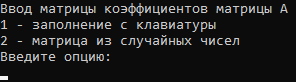 Ввод матрицы коэффициентов матрицы А
1 - заполнение с клавиатуры
2 - матрица из случайных чисел
Введите опцию: